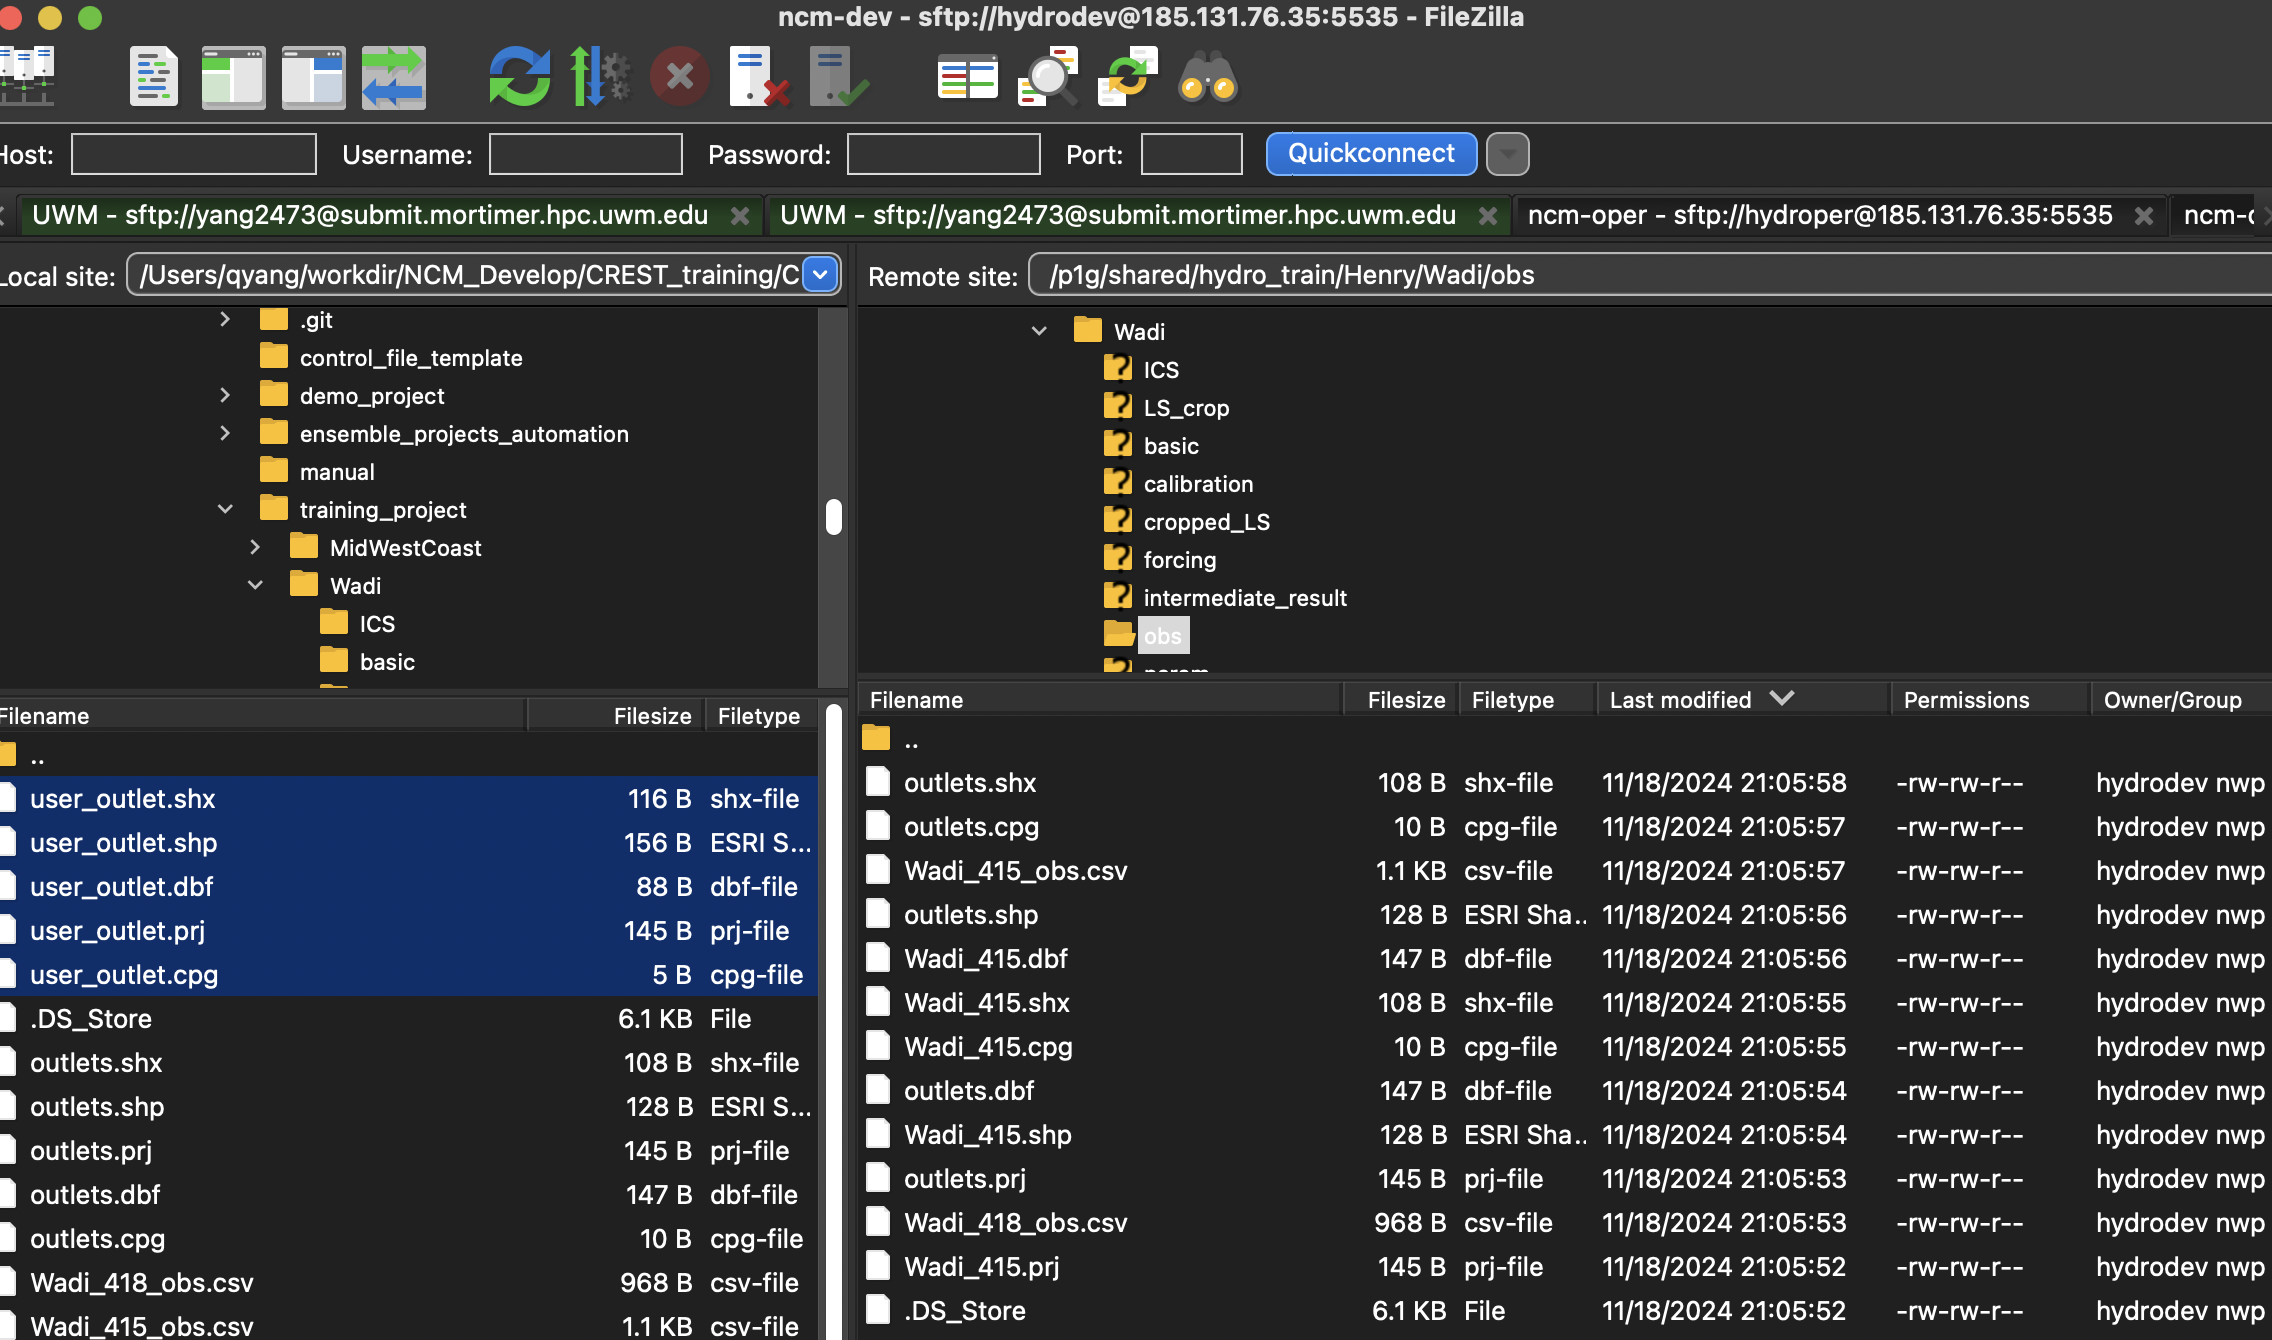 ncm-dev - sftp://hydrodev@185.131.76.35:5535 - FileZilla
Host: Username: Password: Port: Quickconnect
UWM - sftp://yang2473@submit.mortimer.hpc.uwm.edu UWM - sftp://yang2473@submit.mortimer.hpc.uwm.edu ncm-oper - sftp://hydroper@185.131.76.35:5535
Local site: /Users/qyang/workdir/NCM_Develop/CREST_training/C
.git
control_file_template
demo_project
ensemble_projects_automation
manual
training_project
MidWestCoast
Wadi
ICS
basic
Filename Filesize Filetype
..
user_outlet.shx 116 B shx-file
user_outlet.shp 156 B ESRI S...
user_outlet.dbf 88 B dbf-file
user_outlet.prj 145 B prj-file
user_outlet.cpg 5 B cpg-file
.DS_Store 6.1 KB File
outlets.shx 108 B shx-file
outlets.shp 128 B ESRI S...
outlets.prj 145 B prj-file
outlets.dbf 147 B dbf-file
outlets.cpg 10 B cpg-file
Wadi_418_obs.csv 968 B csv-file
Wadi_415_obs.csv 1.1 KB csv-file
Remote site: /p1g/shared/hydro_train/Henry/Wadi/obs
Wadi
ICS
LS_crop
basic
calibration
cropped_LS
forcing
intermediate_result
obs
Filename Filesize Filetype Last modified Permissions Owner/Group
..
outlets.shx 108 B shx-file 11/18/2024 21:05:58 -rw-rw-r-- hydrodev nwp
outlets.cpg 10 B cpg-file 11/18/2024 21:05:57 -rw-rw-r-- hydrodev nwp
Wadi_415_obs.csv 1.1 KB csv-file 11/18/2024 21:05:57 -rw-rw-r-- hydrodev nwp
outlets.shp 128 B ESRI Sha.. 11/18/2024 21:05:56 -rw-rw-r-- hydrodev nwp
Wadi_415.dbf 147 B dbf-file 11/18/2024 21:05:56 -rw-rw-r-- hydrodev nwp
Wadi_415.shx 108 B shx-file 11/18/2024 21:05:55 -rw-rw-r-- hydrodev nwp
Wadi_415.cpg 10 B cpg-file 11/18/2024 21:05:55 -rw-rw-r-- hydrodev nwp
outlets.dbf 147 B dbf-file 11/18/2024 21:05:54 -rw-rw-r-- hydrodev nwp
Wadi_415.shp 128 B ESRI Sha.. 11/18/2024 21:05:54 -rw-rw-r-- hydrodev nwp
outlets.prj 145 B prj-file 11/18/2024 21:05:53 -rw-rw-r-- hydrodev nwp
Wadi_418_obs.csv 968 B csv-file 11/18/2024 21:05:53 -rw-rw-r-- hydrodev nwp
Wadi_415.prj 145 B prj-file 11/18/2024 21:05:52 -rw-rw-r-- hydrodev nwp
.DS_Store 6.1 KB File 11/18/2024 21:05:52 -rw-rw-r-- hydrodev nwp